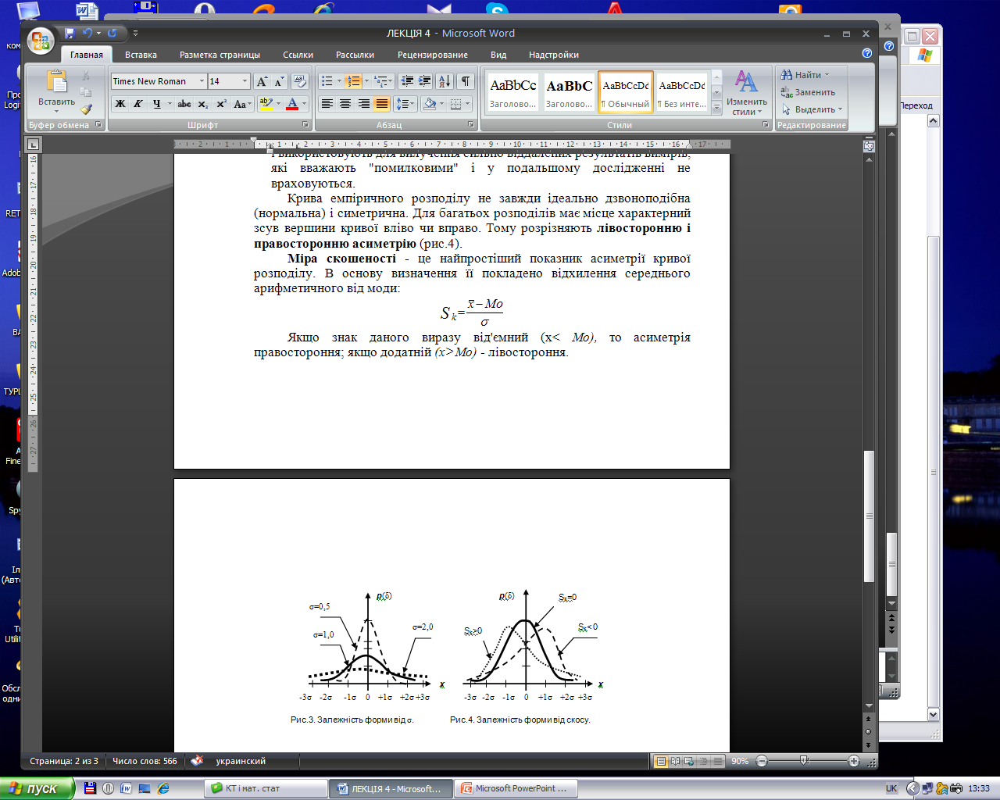 ЛЕКЦІЯ 4 - Microsoft Word
Главная Вставка Разметка страницы Ссылки Рассылки Рецензирование Вид Надстройки
Times New Roman 14
Вставить
Буфер обмена
Шрифт
Абзац
AaBbCc AaBbC AaBbCcDd AaBbCcDd
Заголово... Заголово... ¶ Обычный ¶ Без инте...
Изменить стили
Стили
Найти
Заменить
Выделить
Редактирование
Переход
і використовують для вилучення сильно віддалених результатів вимірів,
які вважають "помилковими" і у подальшому дослідженні не
враховуються.
Крива емпіричного розподілу не завжди ідеально дзвоноподібна
(нормальна) і симетрична. Для багатьох розподілів має місце характерний
зсув вершини кривої вліво чи вправо. Тому розрізняють лівосторонню і
правосторонню асиметрію (рис.4).
Міра скошеності - це найпростіший показник асиметрії кривої
розподілу. В основу визначення її покладено відхилення середнього
арифметичного від моди:
S k = x̄ − Mo / σ
Якщо знак даного виразу від'ємний (х< Мо), то асиметрія
правостороння; якщо додатній (х>Мо) - лівостороння.
p(δ)
σ=0,5
σ=1,0
σ=2,0
x
-3σ -2σ -1σ 0 +1σ +2σ +3σ
Рис.3. Залежність форми від σ.
p(δ)
Sk=0
Sk>0
Sk<0
x
-3σ -2σ -1σ 0 +1σ +2σ +3σ
Рис.4. Залежність форми від скосу.
Страница: 2 из 3 Число слов: 566 украинский 90%
пуск КТ і мат. стат ЛЕКЦІЯ 4 - Microsoft... Microsoft PowerPoint ... UK 13:33